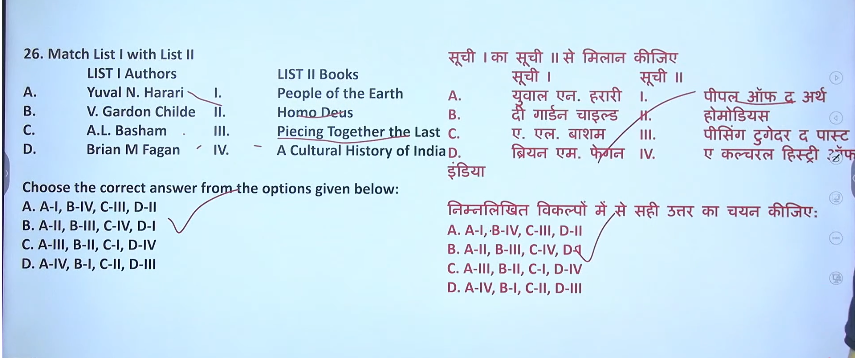 26. Match List I with List II
LIST I Authors LIST II Books
A. Yuval N. Harari I. People of the Earth
B. V. Gardon Childe II. Homo Deus
C. A.L. Basham III. Piecing Together the Last
D. Brian M Fagan IV. A Cultural History of India
Choose the correct answer from the options given below:
A. A-I, B-IV, C-III, D-II
B. A-II, B-III, C-IV, D-I
C. A-III, B-II, C-I, D-IV
D. A-IV, B-I, C-II, D-III
सूची I का सूची II से मिलान कीजिए
सूची I सूची II
A. युवाल एन. हरारी I. पीपल ऑफ द अर्थ
B. दी गार्डन चाइल्ड II. होमोडियस
C. ए. एल. बाशम III. पीसिंग टुगेदर द पास्ट
D. ब्रियन एम. फेगन IV. ए कल्चरल हिस्ट्री ऑफ
इंडिया
निम्नलिखित विकल्पों में से सही उत्तर का चयन कीजिए:
A. A-I, B-IV, C-III, D-II
B. A-II, B-III, C-IV, D-I
C. A-III, B-II, C-I, D-IV
D. A-IV, B-I, C-II, D-III